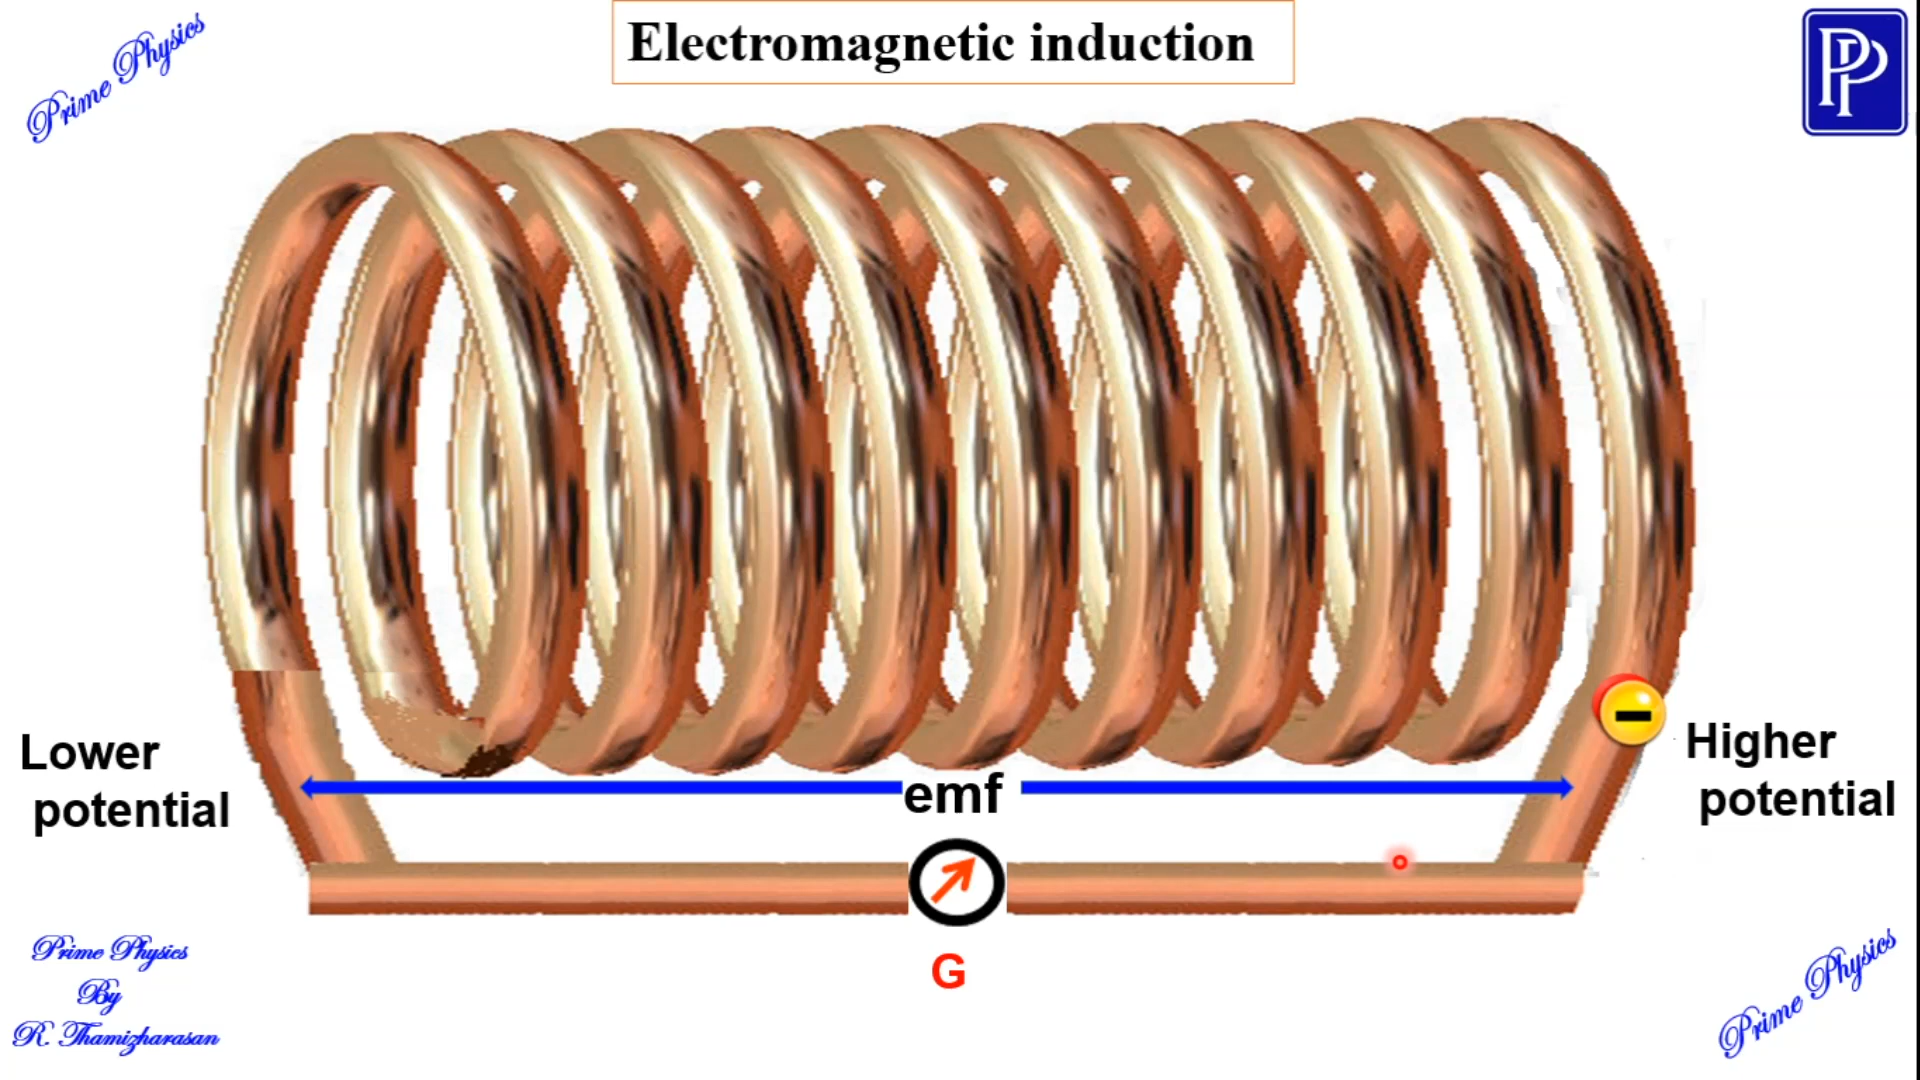 Prime Physics
Electromagnetic induction
PP
Lower
potential
emf
Higher
potential
G
Prime Physics
By
R. Thamizharasan
Prime Physics